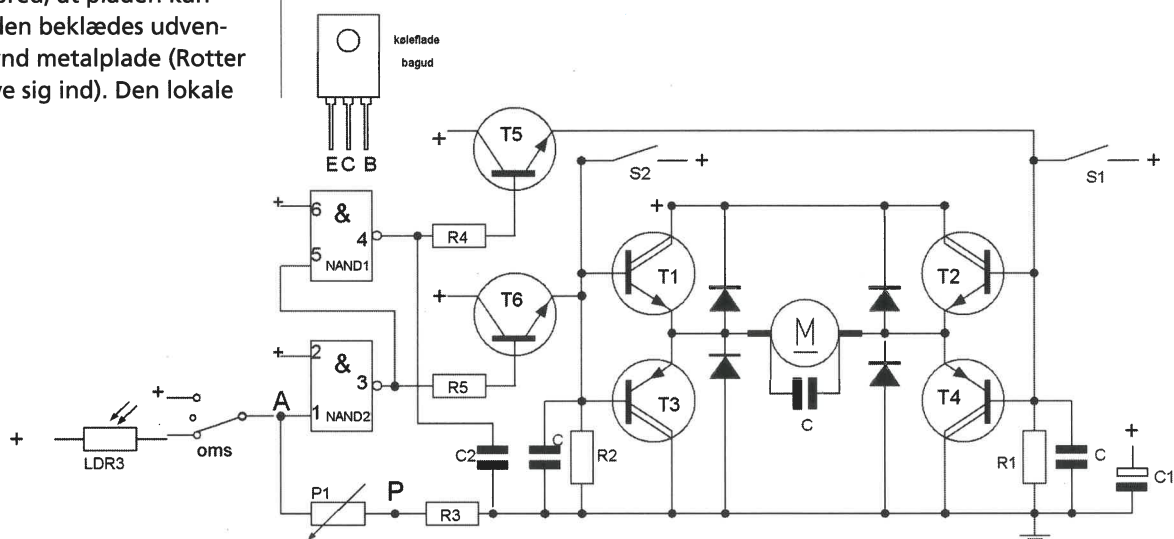 sred, at pladen kan
den beklædes udven-
nd metalplade (Rotter
e sig ind). Den lokale
køleflade
bagud
E C B
+ T5
S2 +
S1 +
+ 6 & 4
5 NAND1
R4
+
T1
T2
+ T6
M
+ 2 & 3
1 NAND2
R5
T3
T4
C
+
A
+
LDR3
oms
C2
C
R2
R1
C
+
C1
P1
P
R3